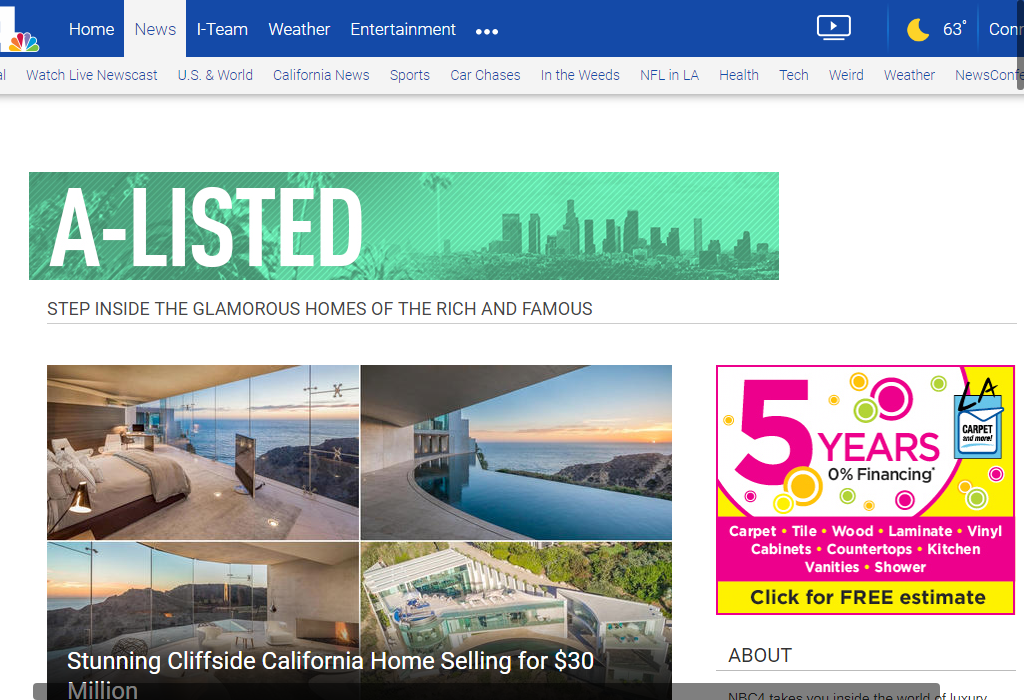 Home News I-Team Weather Entertainment ••• 63°
Watch Live Newscast U.S. & World California News Sports Car Chases In the Weeds NFL in LA Health Tech Weird Weather
A-LISTED
STEP INSIDE THE GLAMOROUS HOMES OF THE RICH AND FAMOUS
Stunning Cliffside California Home Selling for $30
Million
LA
CARPET
and more!
5 YEARS
0% Financing*
Carpet • Tile • Wood • Laminate • Vinyl
Cabinets • Countertops • Kitchen
Vanities • Shower
Click for FREE estimate
ABOUT
NBC4 takes you inside the world of luxury